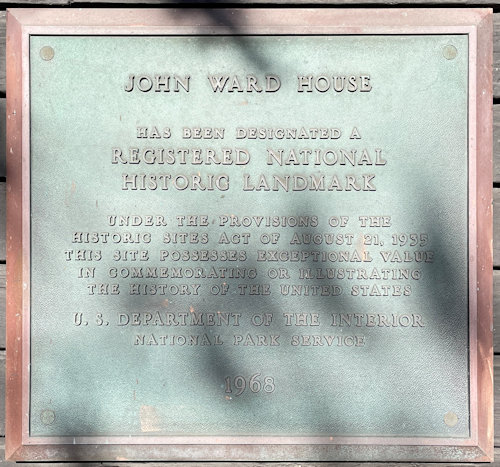 JOHN WARD HOUSE
HAS BEEN DESIGNATED A
REGISTERED NATIONAL
HISTORIC LANDMARK
UNDER THE PROVISIONS OF THE
HISTORIC SITES ACT OF AUGUST 21, 1935
THIS SITE POSSESSES EXCEPTIONAL VALUE
IN COMMEMORATING OR ILLUSTRATING
THE HISTORY OF THE UNITED STATES
U. S. DEPARTMENT OF THE INTERIOR
NATIONAL PARK SERVICE
1968